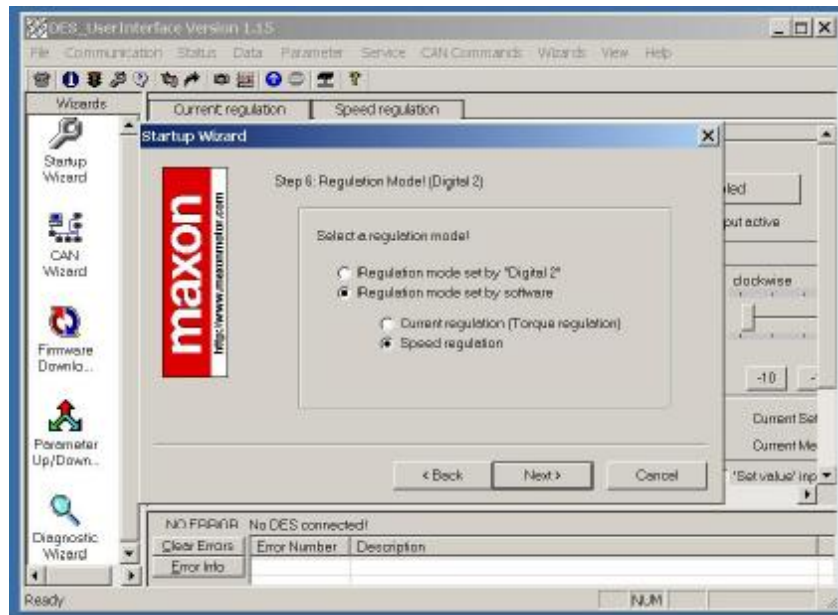 DES_UserInterface Version 1.15
File Communication Status Data Parameter Service CAN Commands Wizards View Help
Wizards
Current regulation Speed regulation
Startup Wizard
Startup
Wizard
CAN
Wizard
Firmware
Downlo...
Parameter
Up/Down...
Diagnostic
Wizard
maxon
http://www.maxonmotor.com
Step 6: Regulation Mode! (Digital 2)
Select a regulation mode!
Regulation mode set by "Digital 2"
Regulation mode set by software
Current regulation (Torque regulation)
Speed regulation
< Back Next > Cancel
led
put active
clockwise
-10 -
Current Set
Current Me
'Set value' inp
NO ERROR No DES connected!
Clear Errors Error Number Description
Error Info
Ready NUM